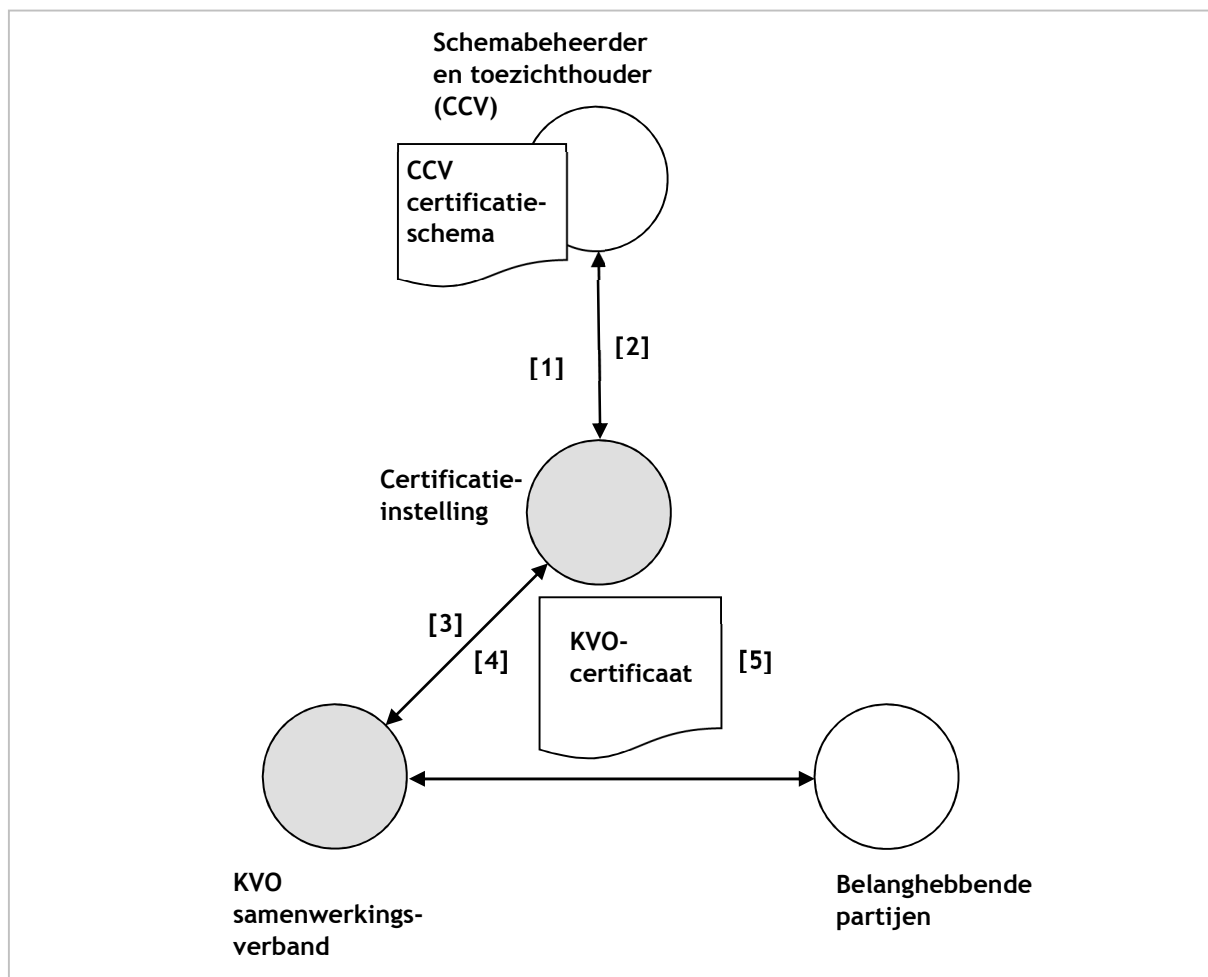 Schemabeheerder
en toezichthouder
(CCV)
CCV
certificatie-
schema
[2]
[1]
Certificatie-
instelling
[3]
[4]
KVO-
certificaat
[5]
KVO
samenwerkings-
verband
Belanghebbende
partijen